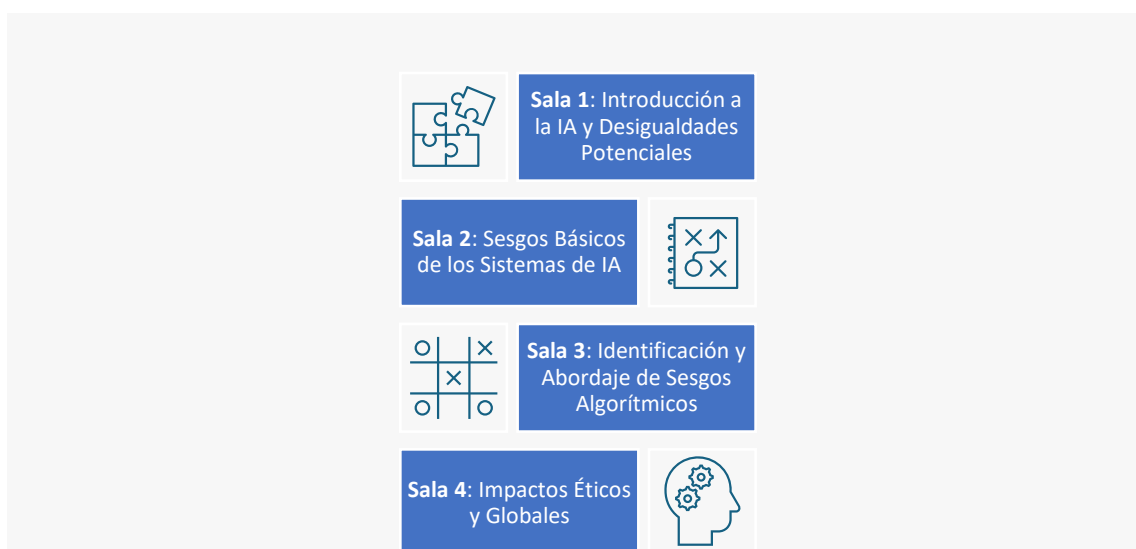 Sala 1: Introducción a
la IA y Desigualdades
Potenciales
Sala 2: Sesgos Básicos
de los Sistemas de IA
Sala 3: Identificación y
Abordaje de Sesgos
Algorítmicos
Sala 4: Impactos Éticos
y Globales